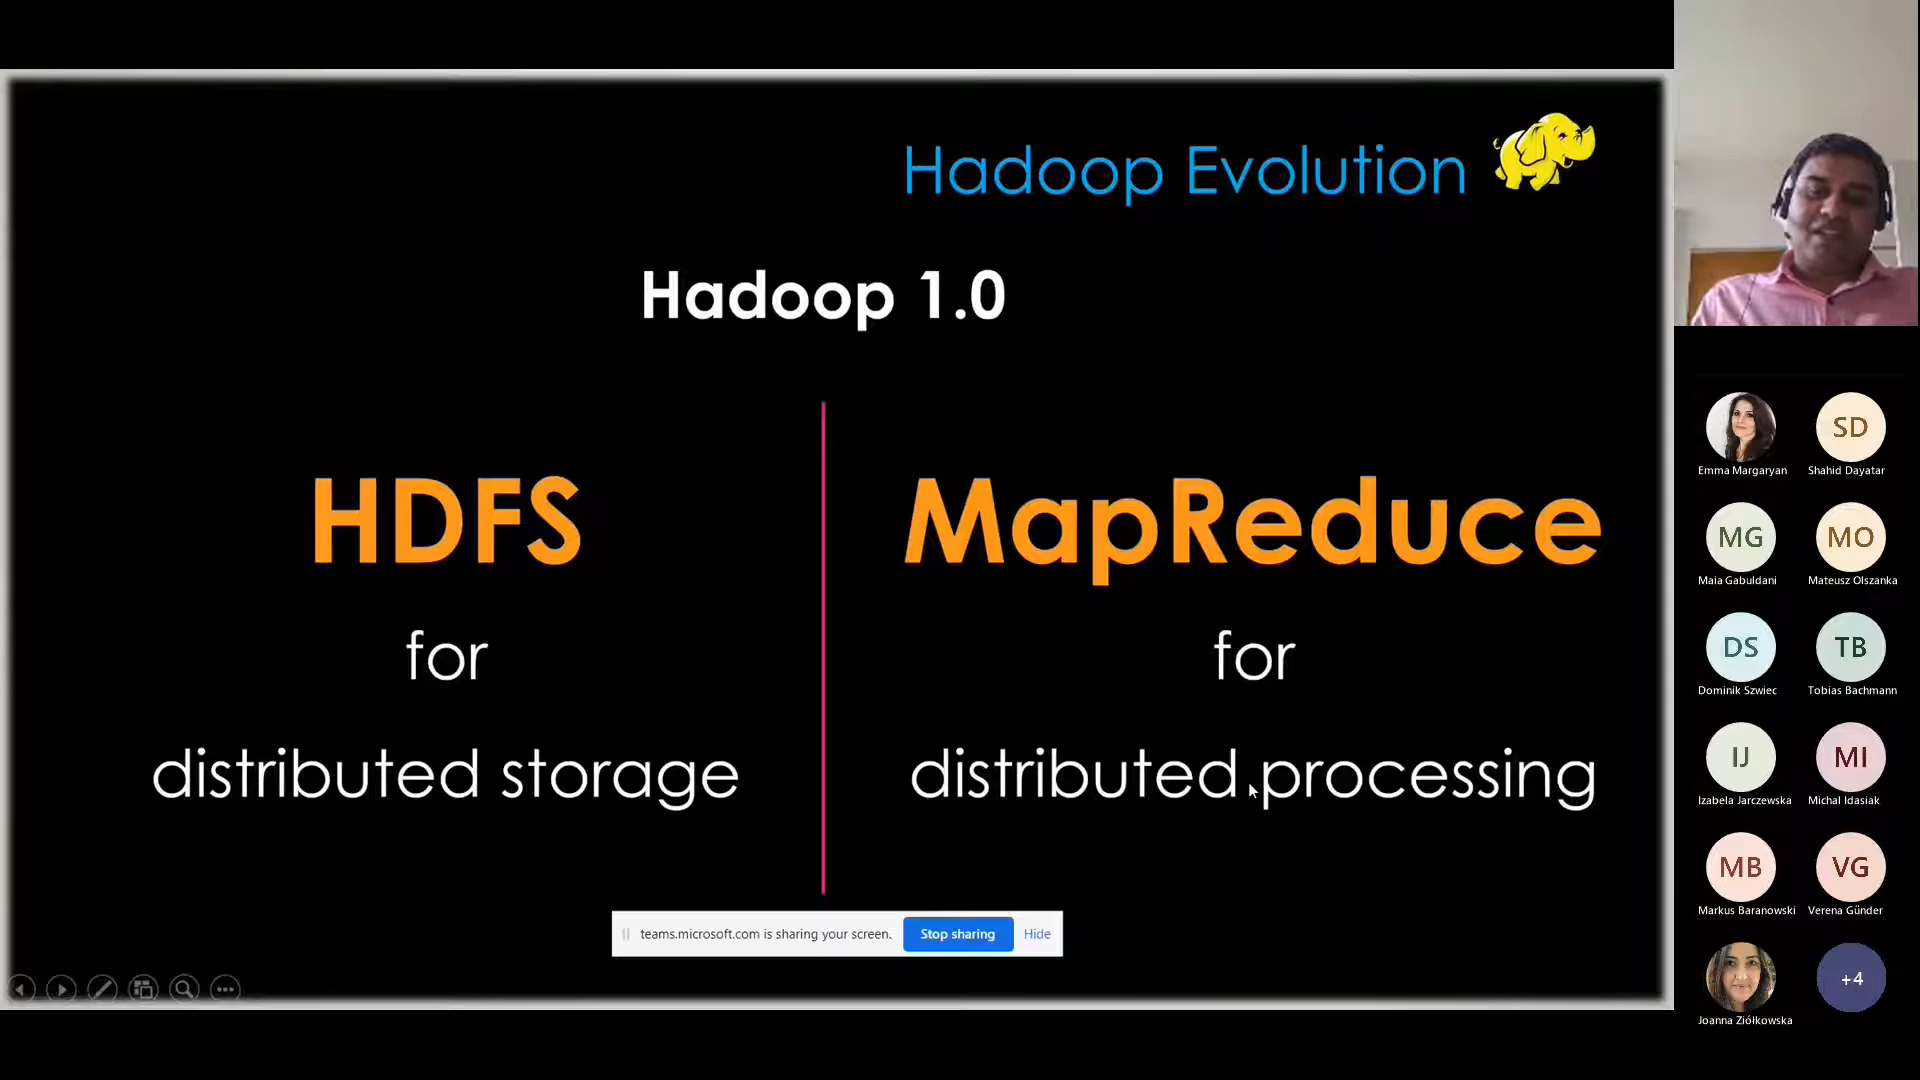 Hadoop Evolution
Hadoop 1.0
HDFS
for
distributed storage
MapReduce
for
distributed processing
teams.microsoft.com is sharing your screen.
Stop sharing
Hide
Emma Margaryan
SD
Shahid Dayatar
MG
Maia Gabuldani
MO
Mateusz Olszanka
DS
Dominik Szwiec
TB
Tobias Bachmann
IJ
Izabela Jarczewska
MI
Michal Idasiak
MB
Markus Baranowski
VG
Verena Günder
Joanna Ziółkowska
+4